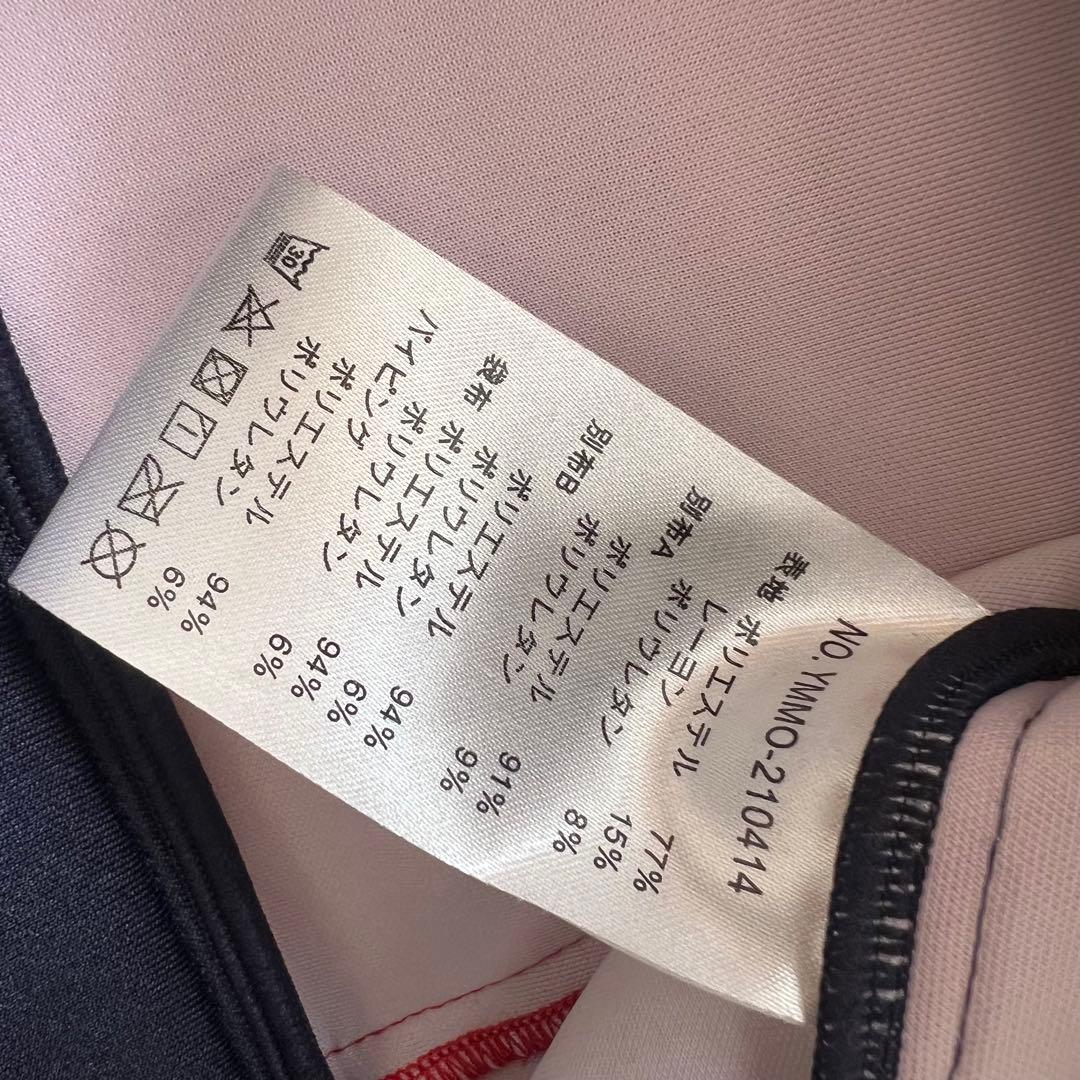 NO.YMMO-210414
表地 ポリエステル 77%
レーヨン 15%
ポリウレタン 8%
別布A ポリエステル 91%
ポリウレタン 9%
別布B ポリエステル 94%
ポリウレタン 6%
袋布 ポリエステル 94%
ポリウレタン 6%
パイピング
ポリエステル 94%
ポリウレタン 6%
30